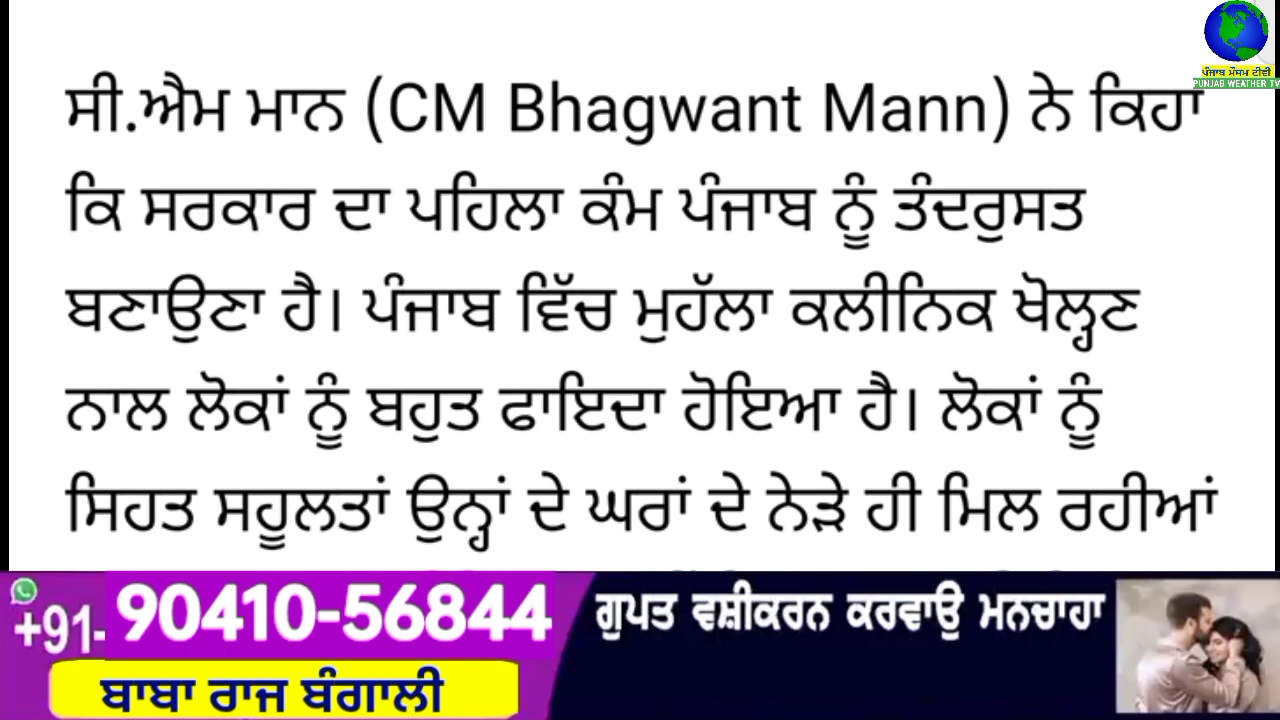 ਪੰਜਾਬ ਮੌਸਮ ਟੀਵੀ
PUNJAB WEATHER TV
ਸੀ.ਐਮ ਮਾਨ (CM Bhagwant Mann) ਨੇ ਕਿਹਾ
ਕਿ ਸਰਕਾਰ ਦਾ ਪਹਿਲਾ ਕੰਮ ਪੰਜਾਬ ਨੂੰ ਤੰਦਰੁਸਤ
ਬਣਾਉਣਾ ਹੈ। ਪੰਜਾਬ ਵਿੱਚ ਮੁਹੱਲਾ ਕਲੀਨਿਕ ਖੋਲ੍ਹਣ
ਨਾਲ ਲੋਕਾਂ ਨੂੰ ਬਹੁਤ ਫਾਇਦਾ ਹੋਇਆ ਹੈ। ਲੋਕਾਂ ਨੂੰ
ਸਿਹਤ ਸਹੂਲਤਾਂ ਉਨ੍ਹਾਂ ਦੇ ਘਰਾਂ ਦੇ ਨੇੜੇ ਹੀ ਮਿਲ ਰਹੀਆਂ
+91- 90410-56844
ਬਾਬਾ ਰਾਜ ਬੰਗਾਲੀ
ਗੁਪਤ ਵਸ਼ੀਕਰਨ ਕਰਵਾਉ ਮਨਚਾਹਾ